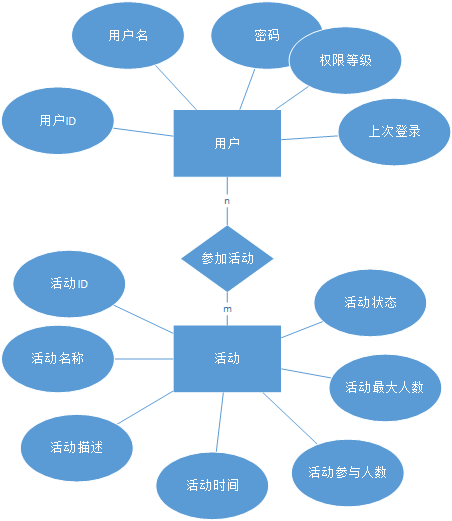 用户名
密码
权限等级
用户ID
上次登录
用户
n
参加活动
m
活动ID
活动状态
活动名称
活动
活动最大人数
活动描述
活动时间
活动参与人数